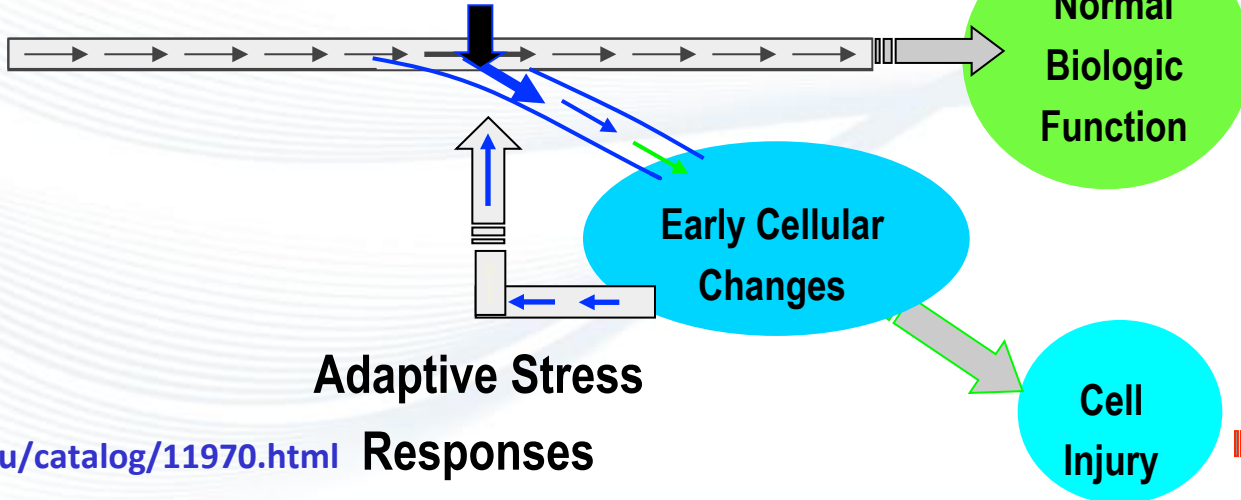 Normal
Biologic
Function
Early Cellular
Changes
Adaptive Stress
Responses
u/catalog/11970.html
Cell
Injury